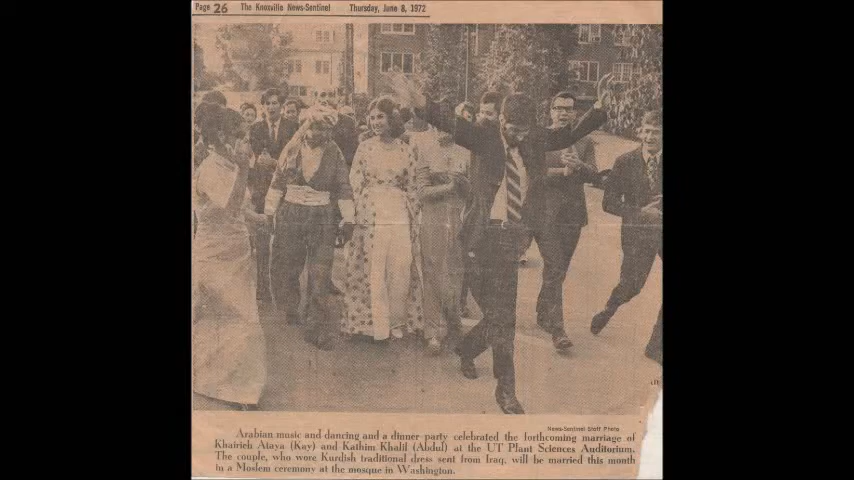 Page 26 The Knoxville News-Sentinel Thursday, June 8, 1972
News-Sentinel Staff Photo
Arabian music and dancing and a dinner party celebrated the forthcoming marriage of
Khairieh Ataya (Kay) and Kathim Khalil (Abdul) at the UT Plant Sciences Auditorium.
The couple, who wore Kurdish traditional dress sent from Iraq, will be married this month
in a Moslem ceremony at the mosque in Washington.